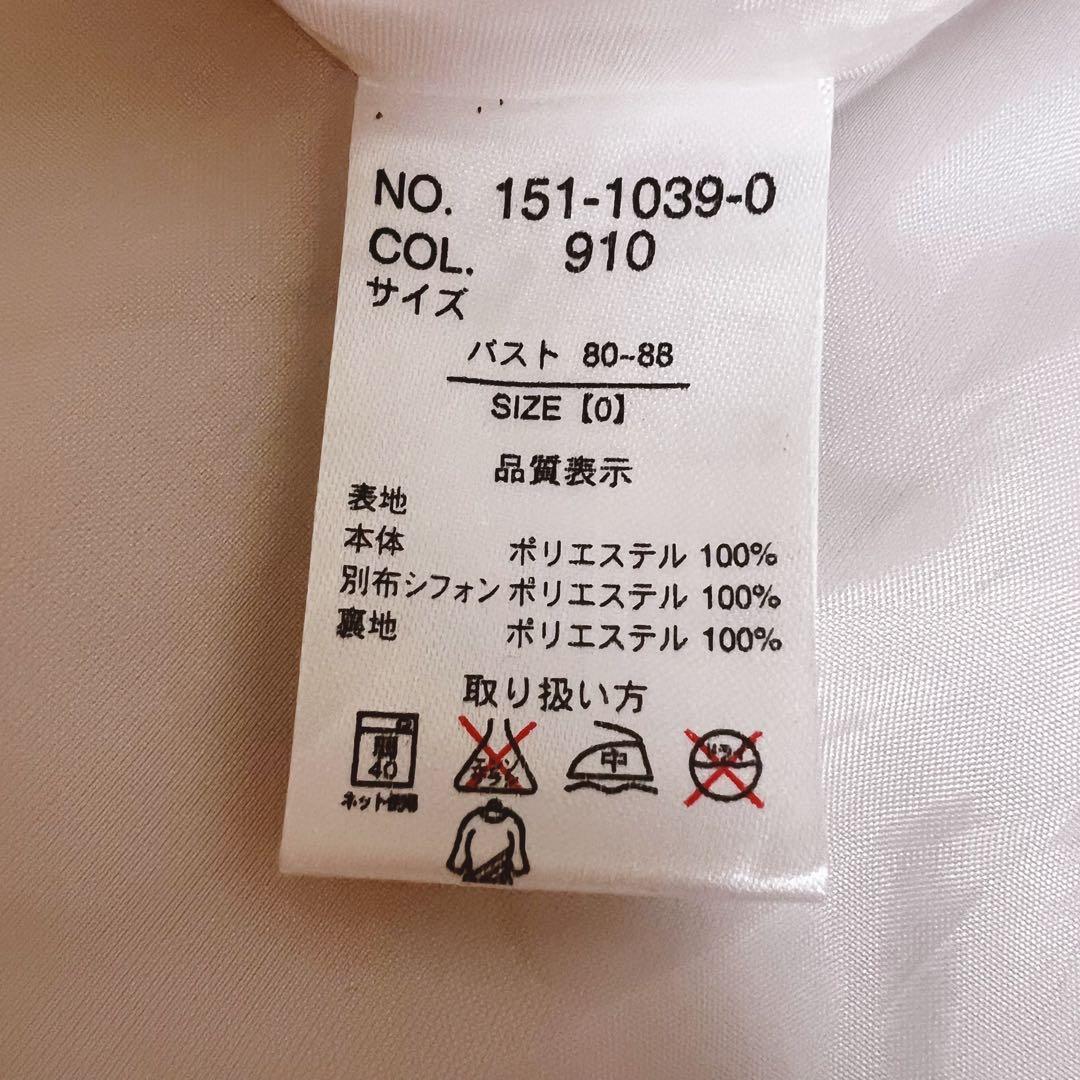 NO. 151-1039-0
COL. 910
サイズ
バスト 80~88
SIZE【0】
品質表示
表地
本体 ポリエステル 100%
別布シフォン ポリエステル 100%
裏地 ポリエステル 100%
取り扱い方
40
中
ネット使用